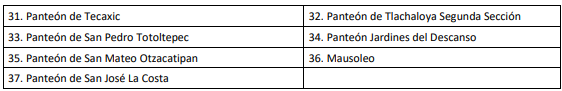 31. Panteón de Tecaxic
32. Panteón de Tlachaloya Segunda Sección
33. Panteón de San Pedro Totoltepec
34. Panteón Jardines del Descanso
35. Panteón de San Mateo Otzacatipan
36. Mausoleo
37. Panteón de San José La Costa